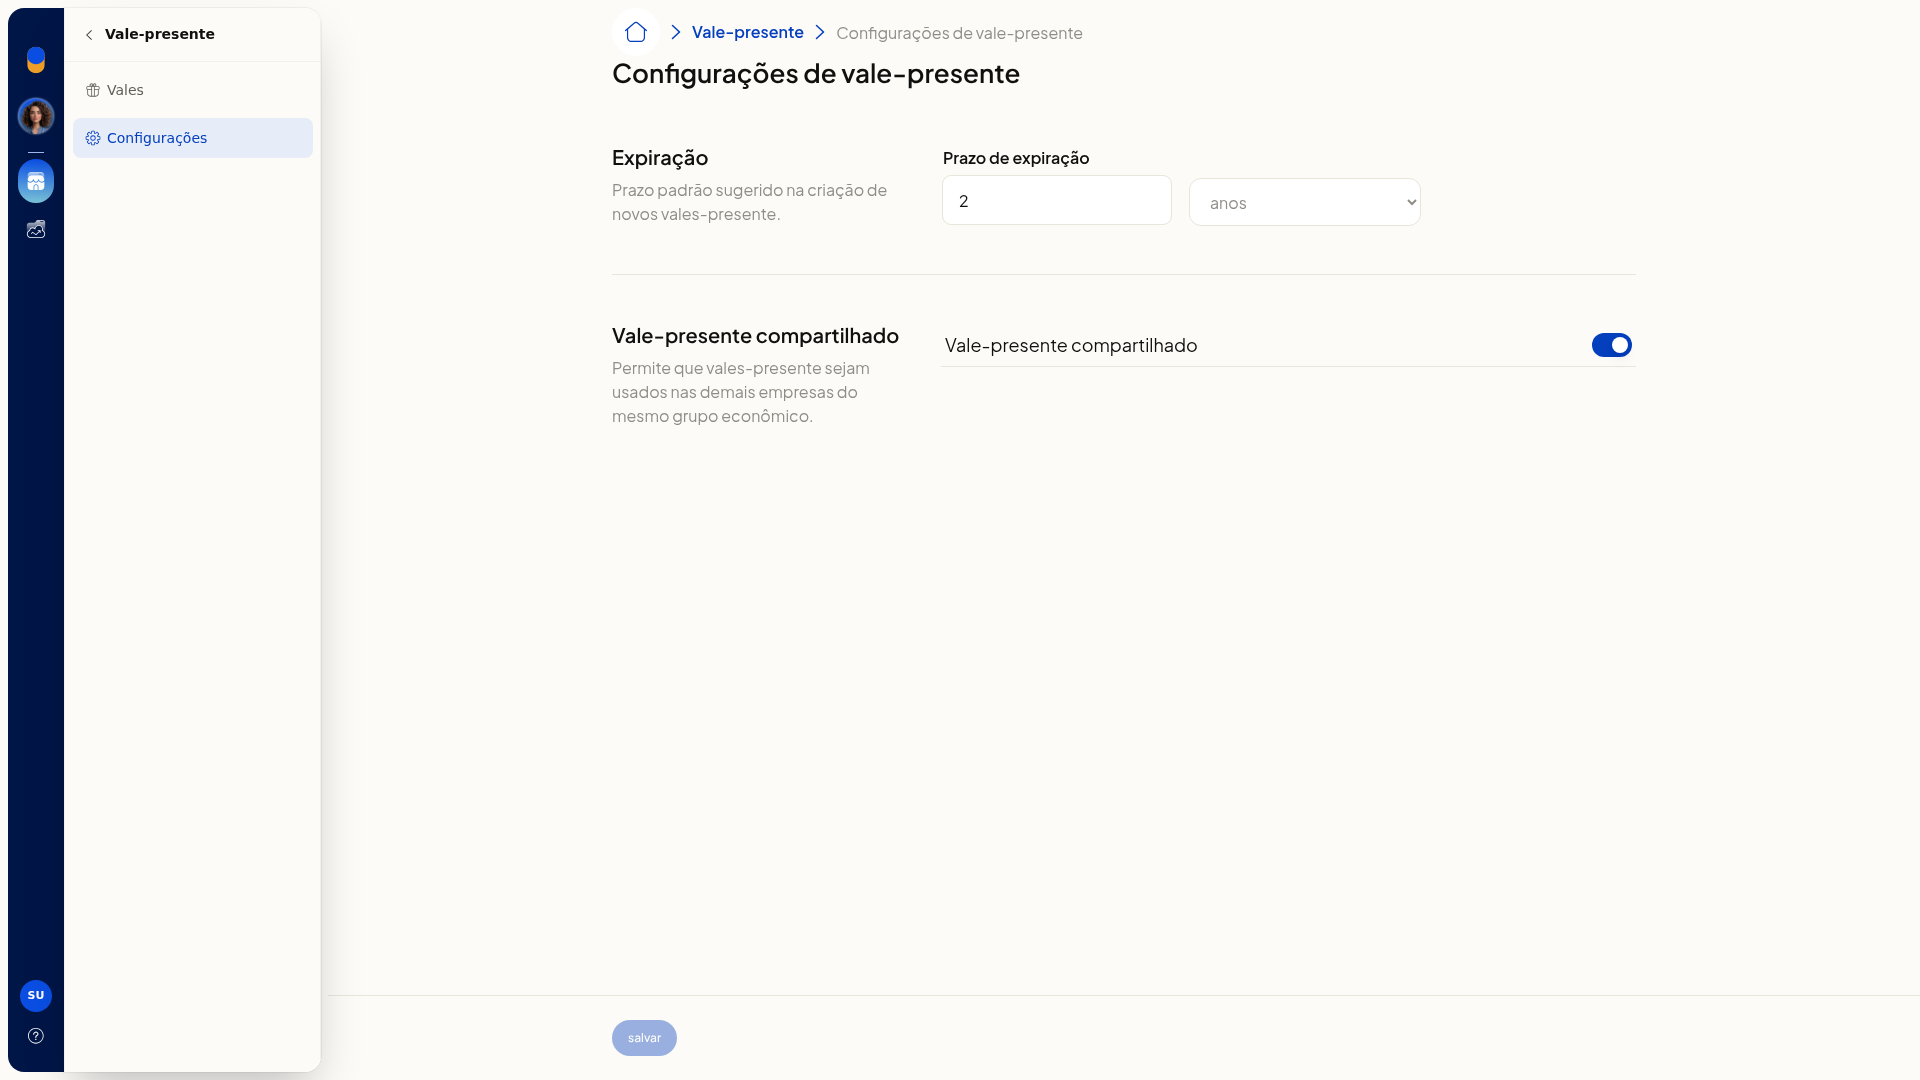 Vale-presente
Vales
Configurações
SU
Vale-presente
Configurações de vale-presente
Configurações de vale-presente
Expiração
Prazo padrão sugerido na criação de
novos vales-presente.
Prazo de expiração
2
anos
Vale-presente compartilhado
Permite que vales-presente sejam
usados nas demais empresas do
mesmo grupo econômico.
Vale-presente compartilhado
salvar